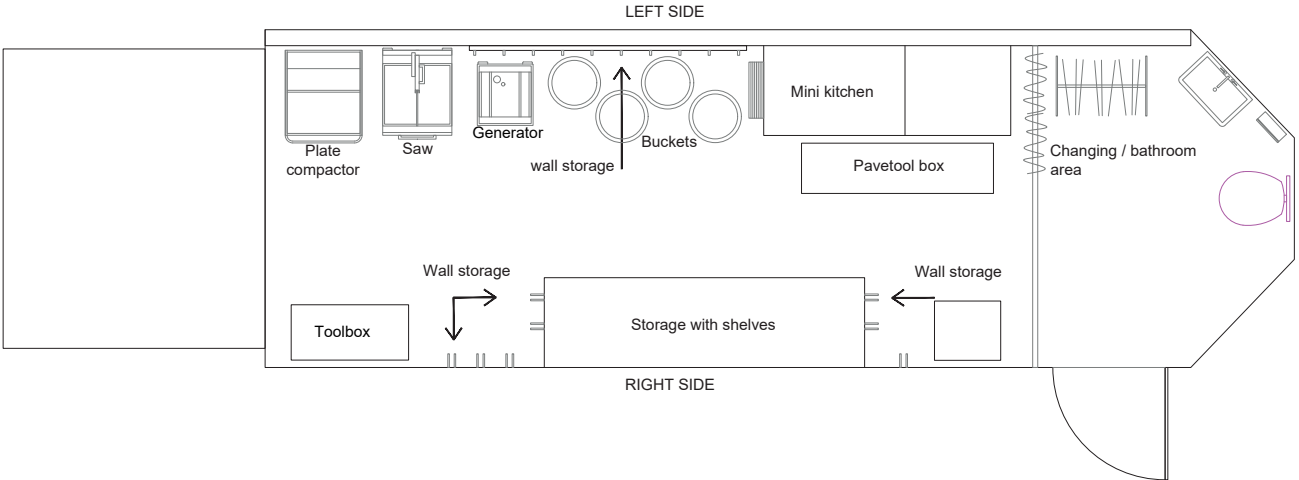 LEFT SIDE
Mini kitchen
Generator
Buckets
Saw
Plate
compactor
wall storage
Pavetool box
Changing / bathroom
area
Wall storage
Wall storage
Toolbox
Storage with shelves
RIGHT SIDE